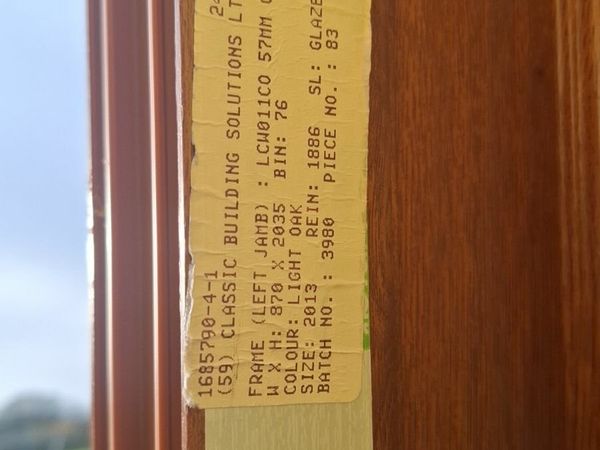 1685790-4-1 24
(59) CLASSIC BUILDING SOLUTIONS LT
FRAME (LEFT JAMB) : LCW011CO 57MM
W X H: 870 X 2035 BIN: 76
COLOUR: LIGHT OAK
SIZE: 2013 REIN: 1886 SL: GLAZE
BATCH NO. : 3980 PIECE NO. : 83